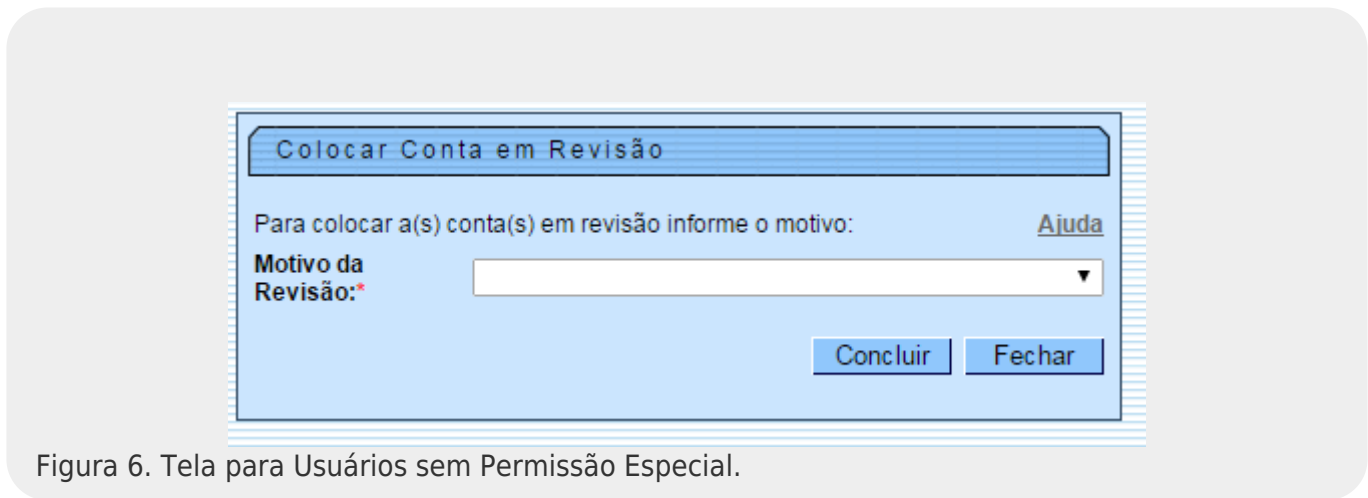 Colocar Conta em Revisão
Para colocar a(s) conta(s) em revisão informe o motivo: Ajuda
Motivo da
Revisão:*
Concluir Fechar
Figura 6. Tela para Usuários sem Permissão Especial.